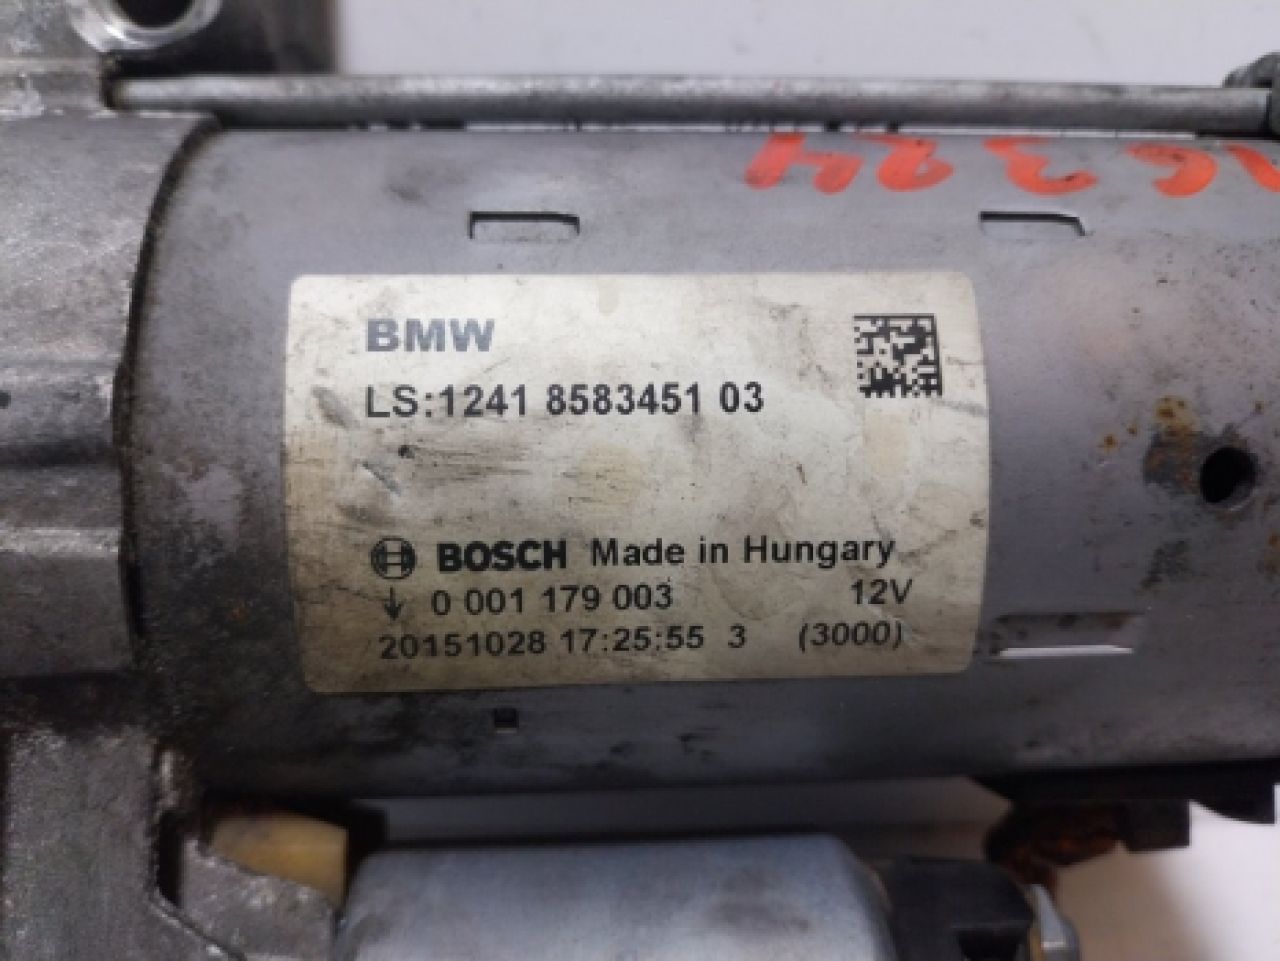 16324
BMW
LS:1241 8583451 03
BOSCH Made in Hungary
0 001 179 003 12V
20151028 17:25:55 3 (3000)